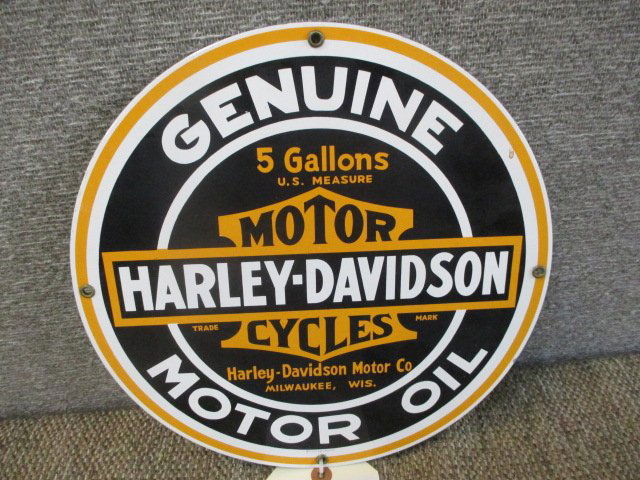 GENUINE
5 Gallons
U.S. MEASURE
MOTOR
HARLEY-DAVIDSON
TRADE MARK
CYCLES
Harley-Davidson Motor Co
MILWAUKEE, WIS.
MOTOR OIL